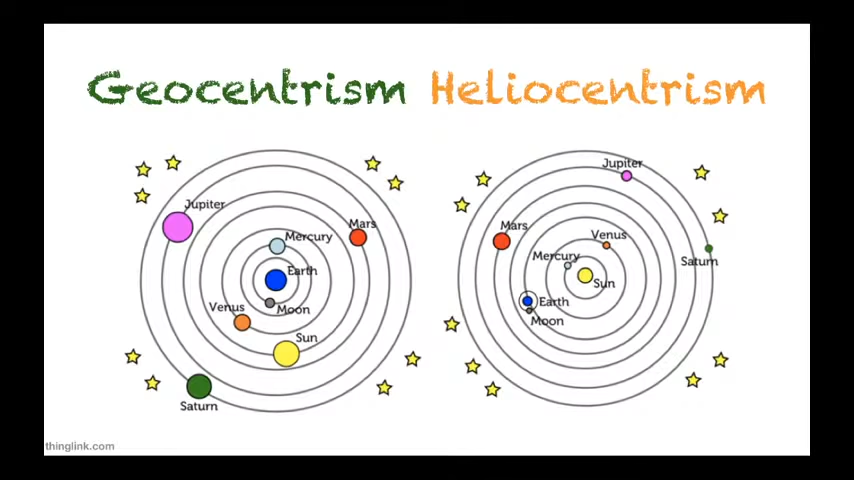 Geocentrism Heliocentrism
Jupiter
Mars
Mercury
Earth
Moon
Venus
Sun
Saturn
Jupiter
Mars
Venus
Mercury
Saturn
Sun
Earth
Moon
thinglink.com